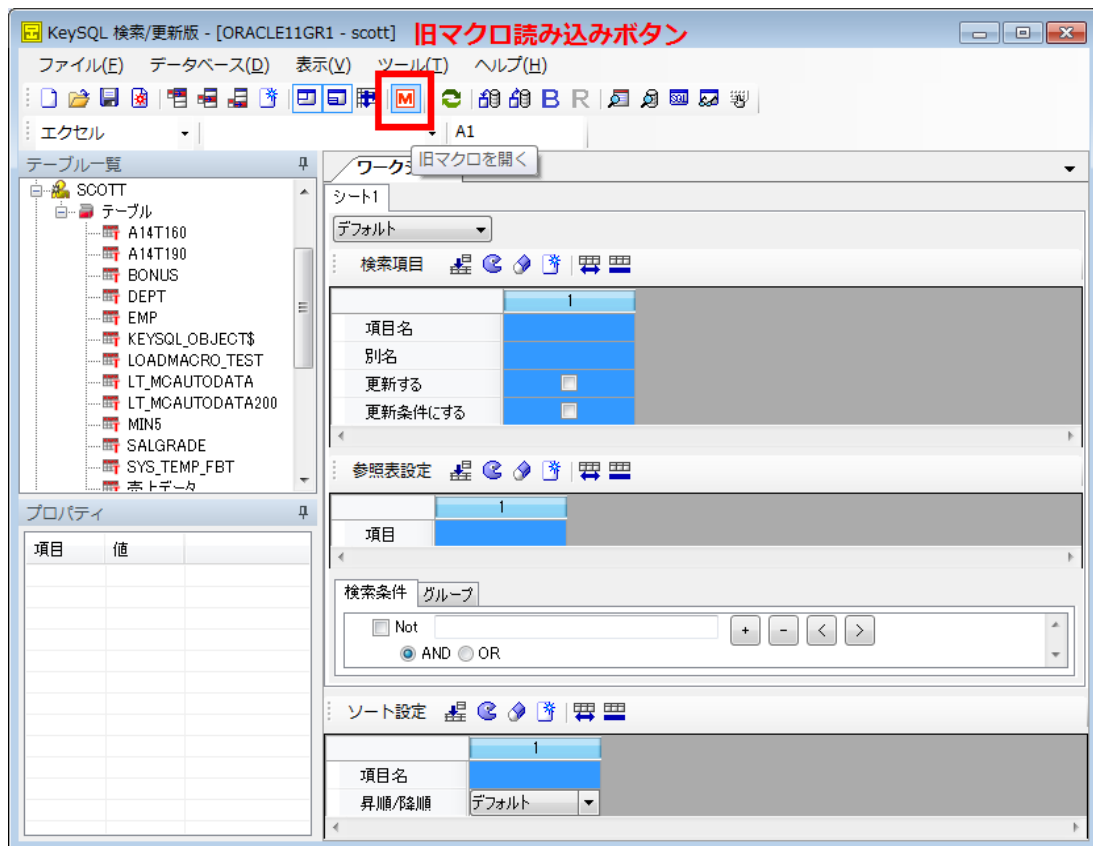 KeySQL 検索/更新版 - [ORACLE11GR1 - scott] 旧マクロ読み込みボタン
ファイル(F) データベース(D) 表示(V) ツール(T) ヘルプ(H)
M B R SQL
エクセル A1
旧マクロを開く
テーブル一覧
SCOTT
テーブル
A14T160
A14T190
BONUS
DEPT
EMP
KEYSQL_OBJECT$
LOADMACRO_TEST
LT_MCAUTODATA
LT_MCAUTODATA200
MIN5
SALGRADE
SYS_TEMP_FBT
売上データ
プロパティ
項目 値
シート1
デフォルト
検索項目
1
項目名
別名
更新する
更新条件にする
参照表設定
1
項目
検索条件 グループ
Not + - < >
AND OR
ソート設定
1
項目名
昇順/降順 デフォルト